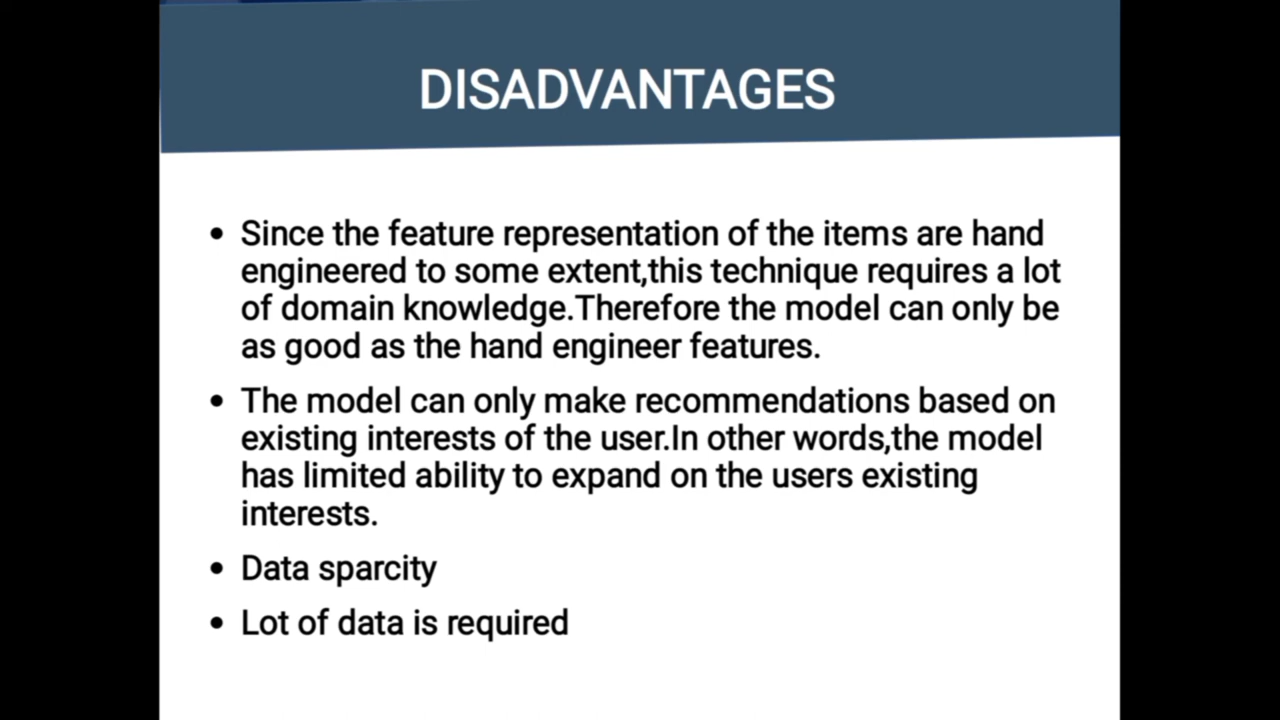 DISADVANTAGES
• Since the feature representation of the items are hand
engineered to some extent,this technique requires a lot
of domain knowledge.Therefore the model can only be
as good as the hand engineer features.
• The model can only make recommendations based on
existing interests of the user.In other words,the model
has limited ability to expand on the users existing
interests.
• Data sparcity
• Lot of data is required